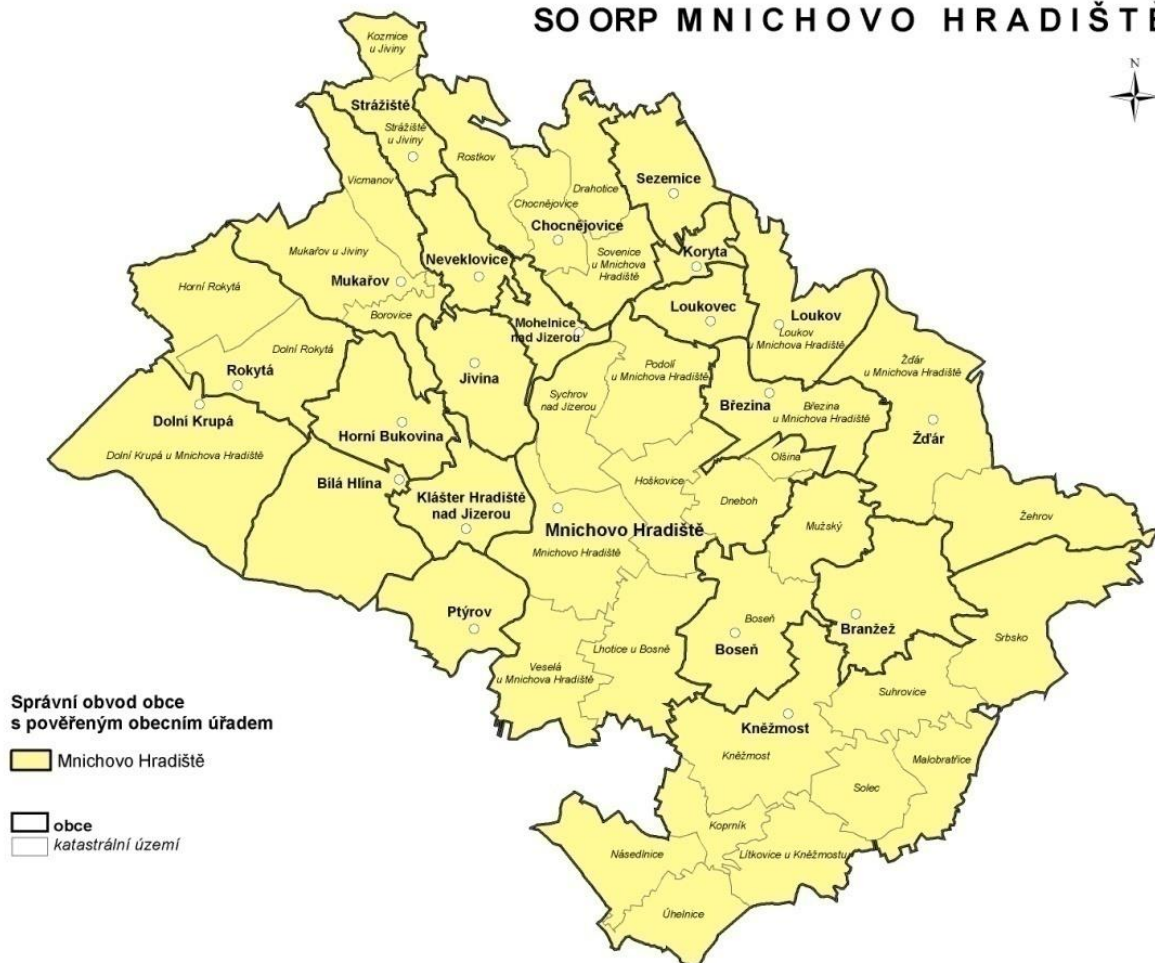 SO ORP MNICHOVO HRADIŠTĚ
N
Kozmice
u Jiviny
Strážiště
Strážiště
u Jiviny
Rostkov
Vicmanov
Chocnějovice
Drahotice
Sezemice
Chocnějovice
Mukařov u Jiviny
Neveklovice
Sovenice
u Mnichova
Hradiště
Koryta
Horní Rokytá
Mukařov
Borovice
Loukovec
Loukov
Loukov
u Mnichova Hradiště
Mohelnice
nad Jizerou
Dolní Rokytá
Rokytá
Jivina
Podolí
u Mnichova Hradiště
Žďár
u Mnichova Hradiště
Sychrov
nad Jizerou
Březina
Březina
u Mnichova Hradiště
Dolní Krupá
Horní Bukovina
Žďár
Dolní Krupá u Mnichova Hradiště
Olšina
Bílá Hlína
Hoškovice
Klášter Hradiště
nad Jizerou
Dneboh
Mužský
Žehrov
Mnichovo Hradiště
Mnichovo Hradiště
Ptýrov
Boseň
Branžež
Boseň
Srbsko
Lhotice u Bosně
Veselá
u Mnichova Hradiště
Suhrovice
Kněžmost
Kněžmost
Malobratřice
Solec
Koprník
Násedlnice
Lítkovice u Kněžmostu
Úhelnice
Správní obvod obce
s pověřeným obecním úřadem
Mnichovo Hradiště
obce
katastrální území